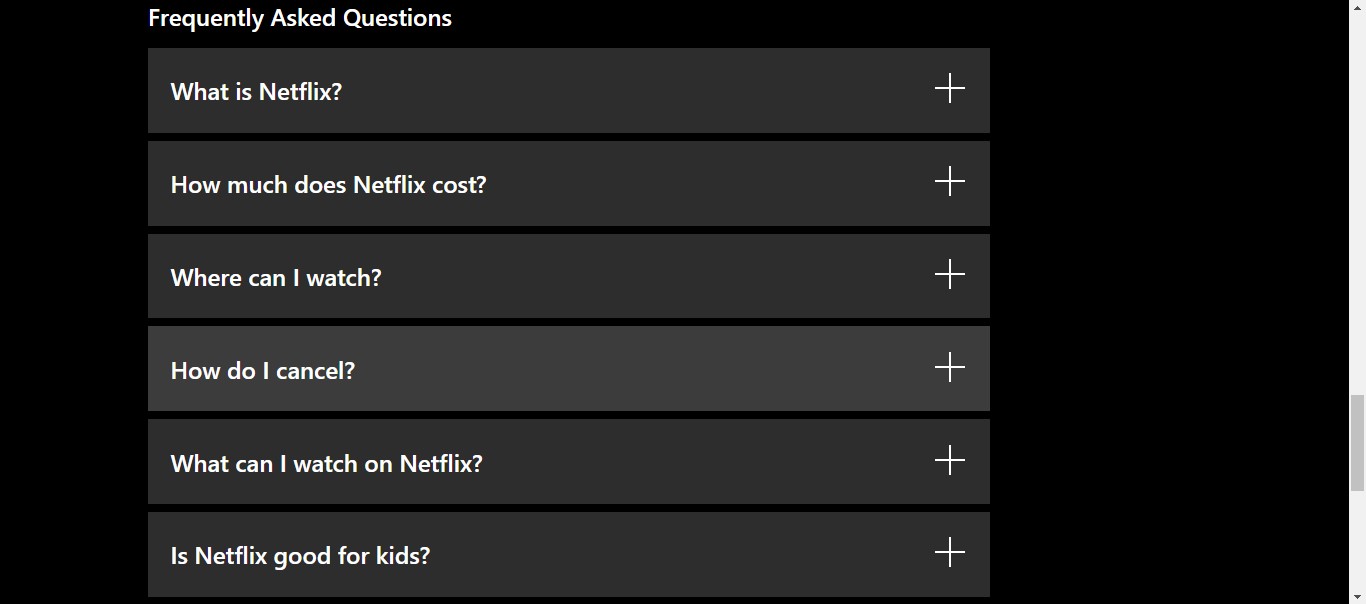 Frequently Asked Questions
What is Netflix?
How much does Netflix cost?
Where can I watch?
How do I cancel?
What can I watch on Netflix?
Is Netflix good for kids?